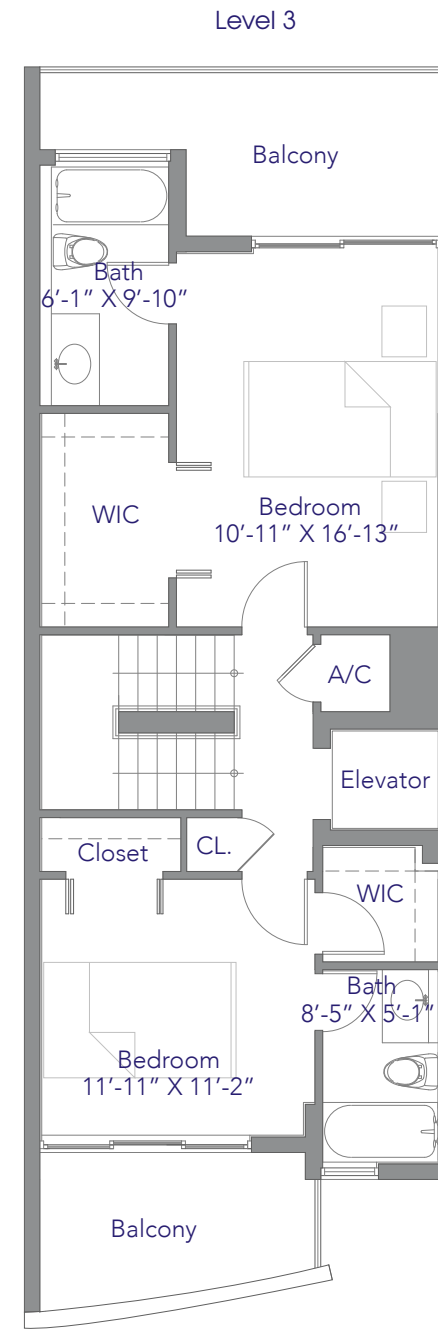 Level 3
Balcony
Bath
6’-1” X 9’-10”
WIC
Bedroom
10’-11” X 16’-13”
A/C
Elevator
Closet
CL.
WIC
Bath
8’-5” X 5’-1”
Bedroom
11’-11” X 11’-2”
Balcony